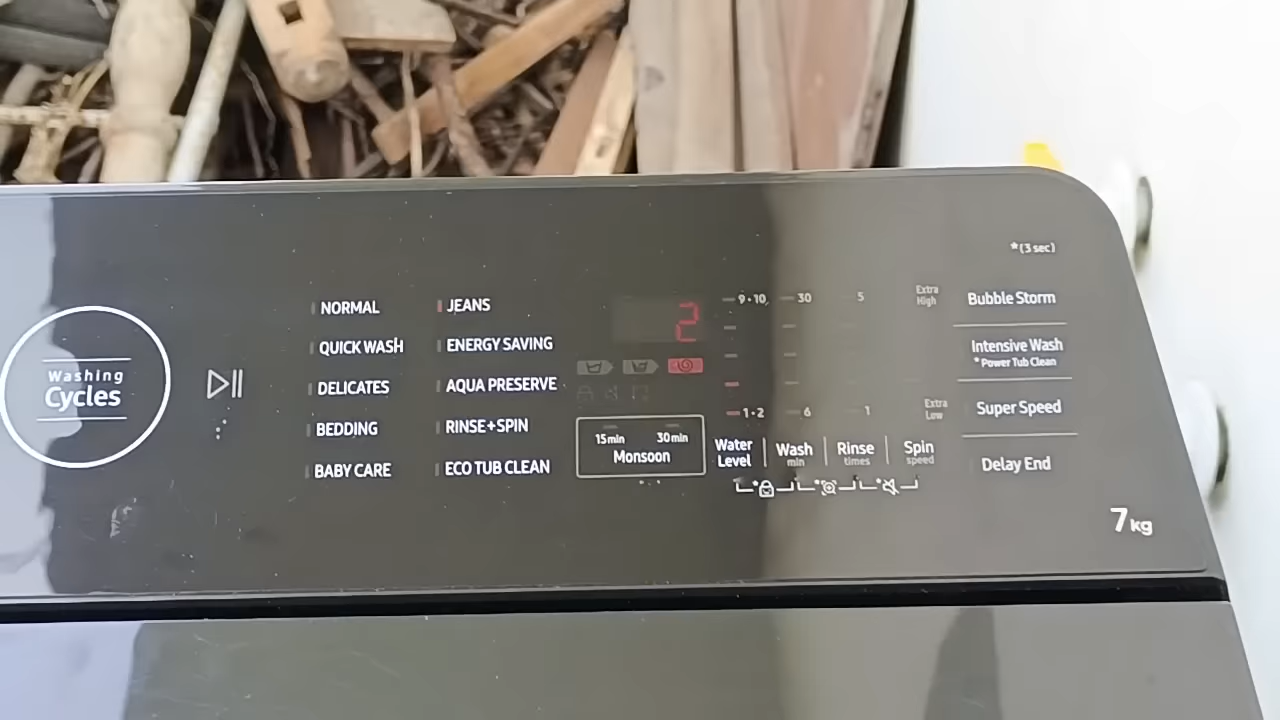 *(3 sec)
Washing
Cycles
NORMAL
QUICK WASH
DELICATES
BEDDING
BABY CARE
JEANS
ENERGY SAVING
AQUA PRESERVE
RINSE+SPIN
ECO TUB CLEAN
2
15min 30min
Monsoon
9•10 30 5 Extra High
1•2 6 1 Extra Low
Water Level
Wash min
Rinse times
Spin speed
Bubble Storm
Intensive Wash
*Power Tub Clean
Super Speed
Delay End
7kg